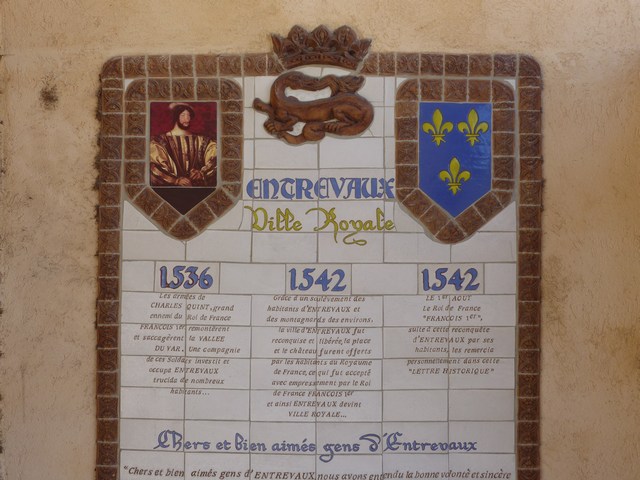 ENTREVAUX
Ville Royale
1536
Les armées de
CHARLES QUINT, grand
ennemi du Roi de France
FRANCOIS 1er remontèrent
et saccagèrent la VALLEE
DU VAR. Une compagnie
de ces Soldats investit et
occupa ENTREVAUX
trucida de nombreux
habitants...
1542
Grâce à un soulèvement des
habitants d'ENTREVAUX et
des montagnards des environs,
la ville d'ENTREVAUX fut
reconquise et libérée, la place
et le château furent offerts
par les habitants du Royaume
de France, ce qui fut accepté
avec empressement par le Roi
de France FRANCOIS 1er
et ainsi ENTREVAUX devint
VILLE ROYALE...
1542
LE 1er AOUT
Le Roi de France
"FRANÇOIS 1er",
suite à cette reconquête
d'ENTREVAUX par ses
habitants, les remercia
personnellement dans cette
"LETTRE HISTORIQUE"
Chers et bien aimés gens d'Entrevaux
"Chers et bien aimés gens d'ENTREVAUX nous avons entendu la bonne volonté et sincère